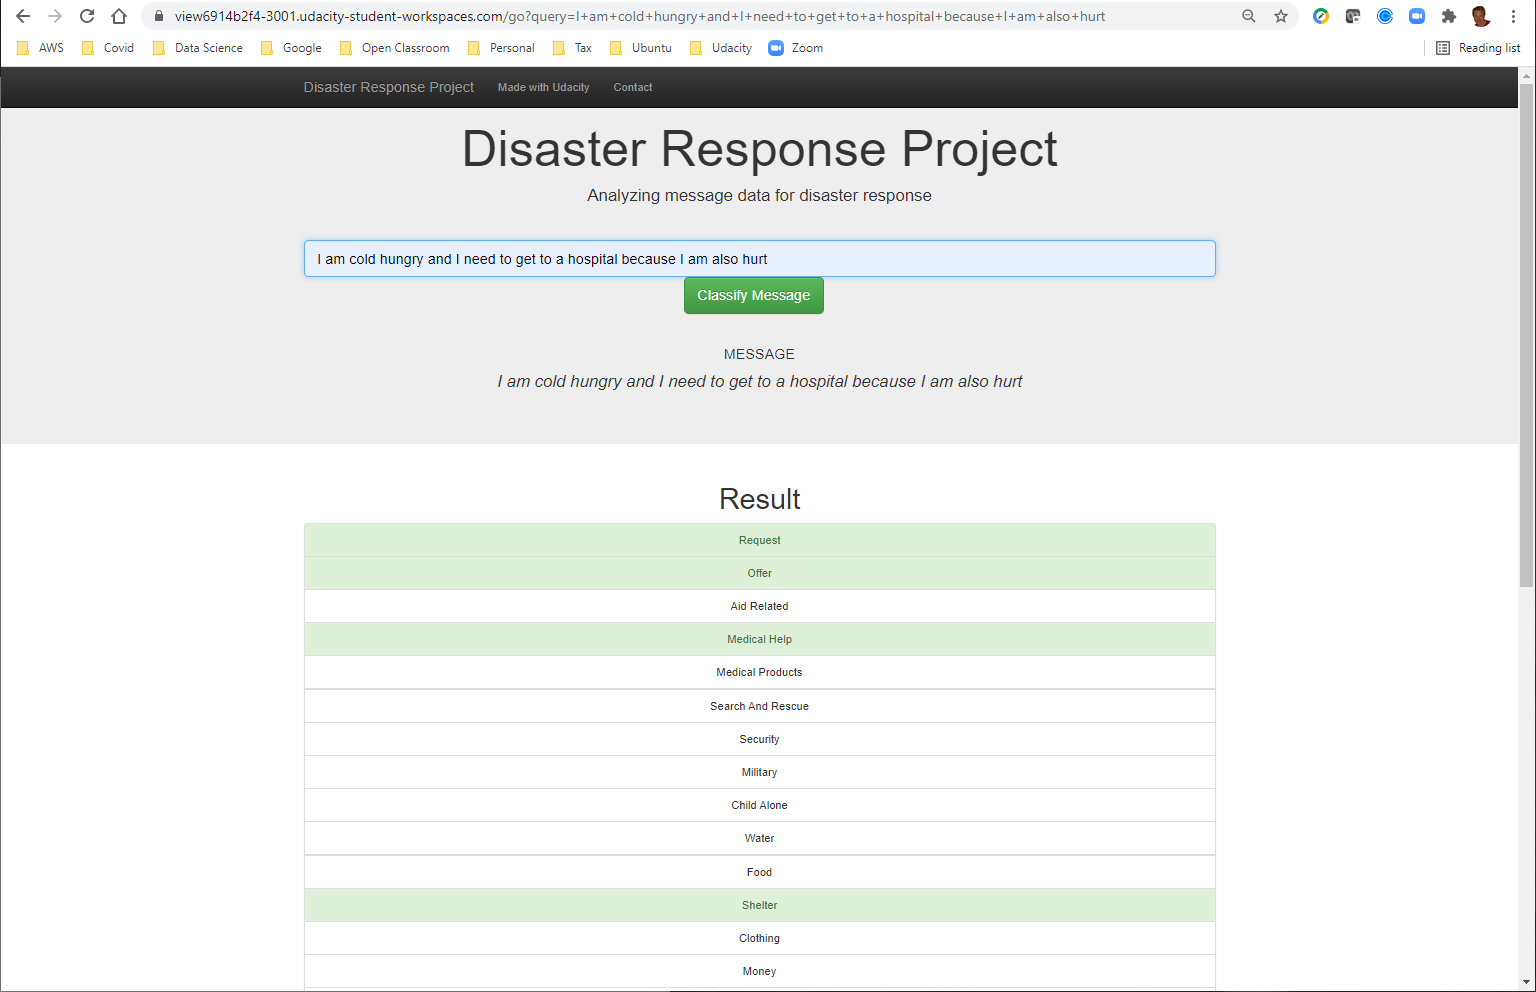 view6914b2f4-3001.udacity-student-workspaces.com/go?query=I+am+cold+hungry+and+I+need+to+get+to+a+hospital+because+I+am+also+hurt
AWS Covid Data Science Google Open Classroom Personal Tax Ubuntu Udacity Zoom Reading list
Disaster Response Project Made with Udacity Contact
Disaster Response Project
Analyzing message data for disaster response
I am cold hungry and I need to get to a hospital because I am also hurt
Classify Message
MESSAGE
I am cold hungry and I need to get to a hospital because I am also hurt
Result
Request
Offer
Aid Related
Medical Help
Medical Products
Search And Rescue
Security
Military
Child Alone
Water
Food
Shelter
Clothing
Money